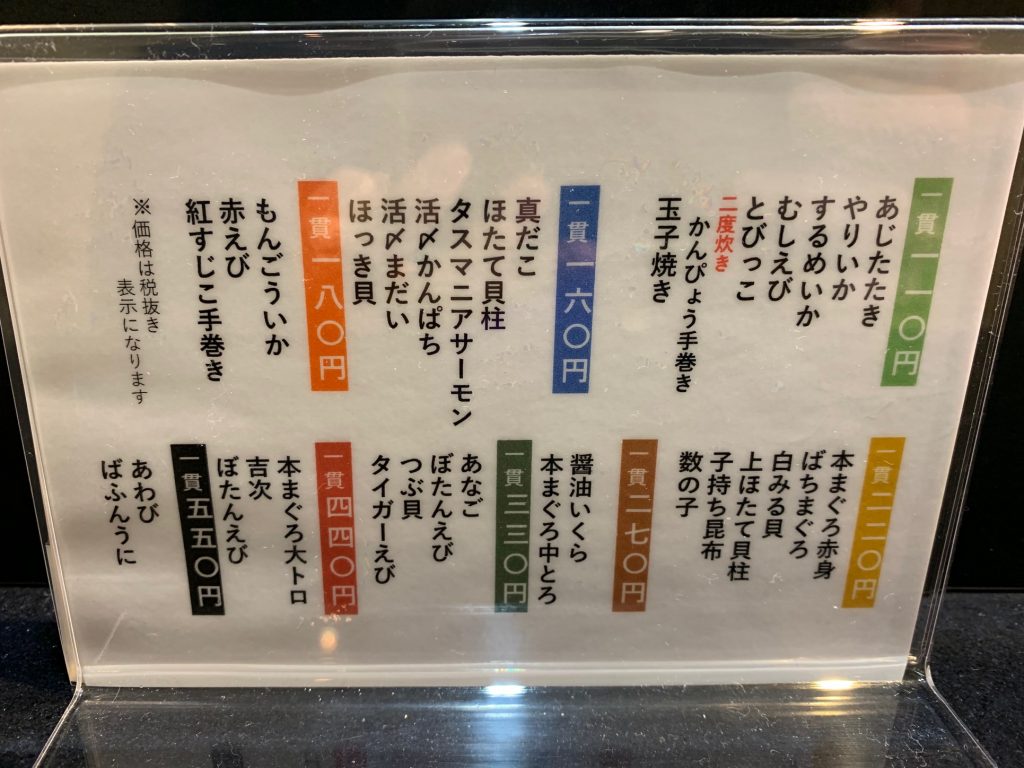 一貫一一〇円
あじたたき
やりいか
するめいか
むしえび
とびっこ
二度炊き
かんぴょう手巻き
玉子焼き
一貫一六〇円
真だこ
ほたて貝柱
タスマニアサーモン
活〆かんぱち
活〆まだい
ほっき貝
一貫一八〇円
もんごういか
赤えび
紅すじこ手巻き
※価格は税抜き
表示になります
一貫二二〇円
本まぐろ赤身
ばちまぐろ
白みる貝
上ほたて貝柱
子持ち昆布
数の子
一貫二七〇円
醤油いくら
本まぐろ中とろ
一貫三三〇円
あなご
ぼたんえび
つぶ貝
タイガーえび
一貫四四〇円
本まぐろ大トロ
吉次
ぼたんえび
一貫五五〇円
あわび
ばふんうに